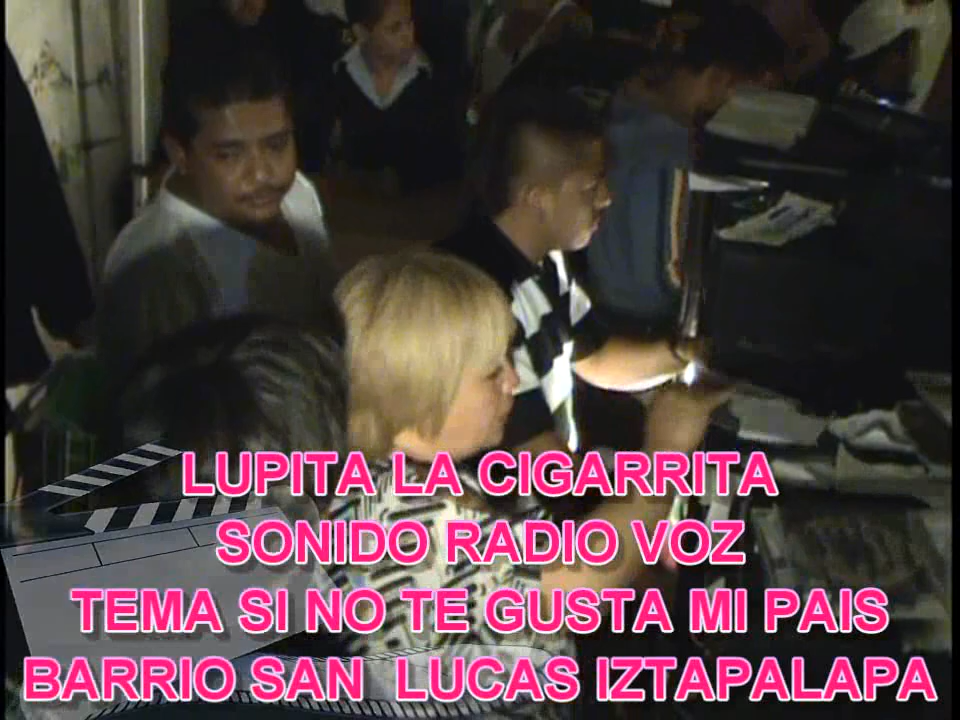 LUPITA LA CIGARRITA
SONIDO RADIO VOZ
TEMA SI NO TE GUSTA MI PAIS
BARRIO SAN LUCAS IZTAPALAPA